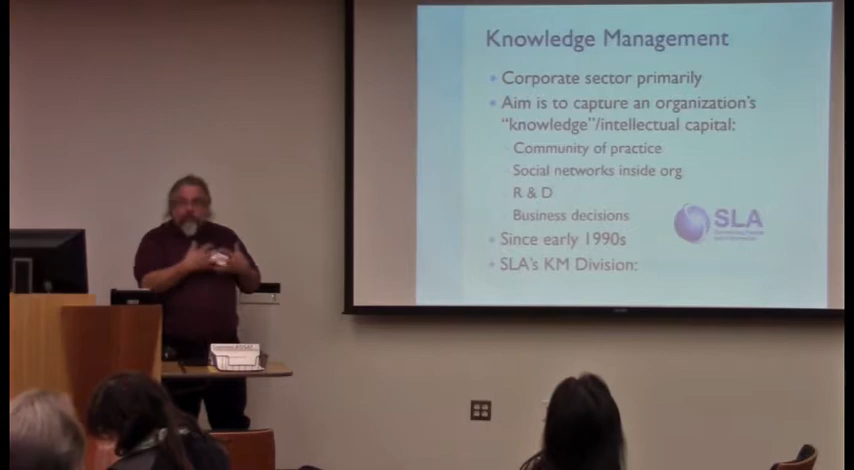 Knowledge Management
• Corporate sector primarily
• Aim is to capture an organization's
"knowledge"/intellectual capital:
Community of practice
Social networks inside org
R & D
Business decisions
SLA
• Since early 1990s
• SLA's KM Division: